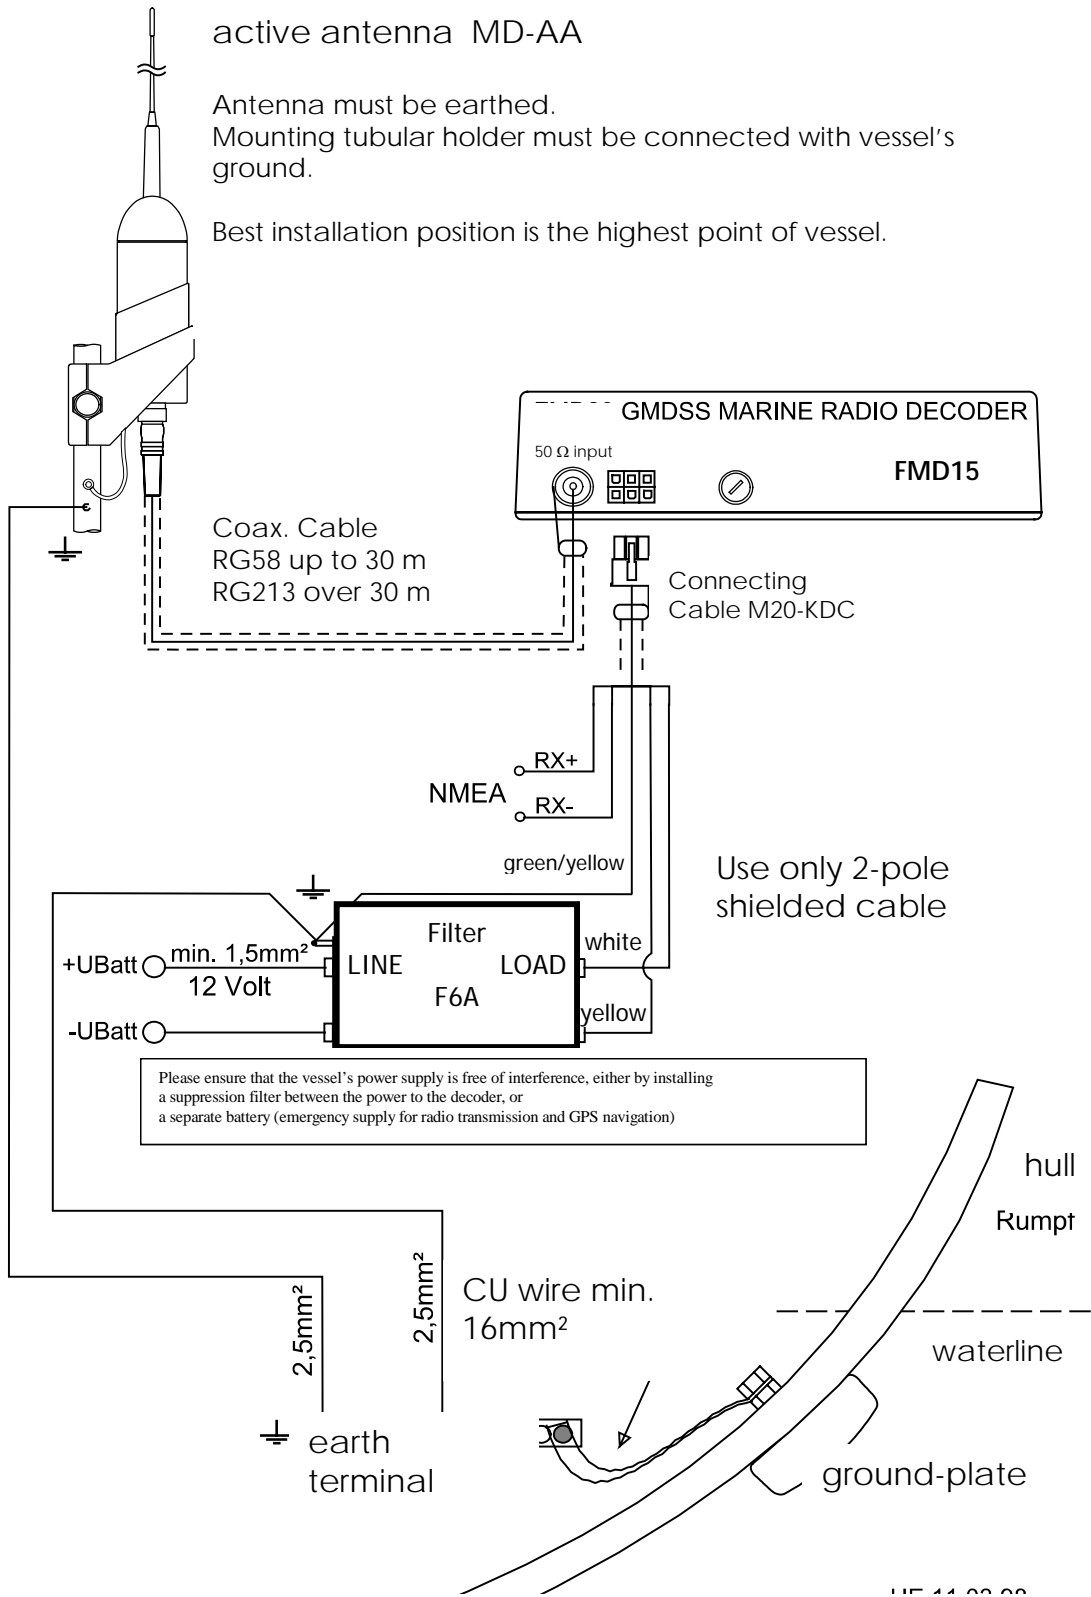 active antenna MD-AA
Antenna must be earthed.
Mounting tubular holder must be connected with vessel's
ground.
Best installation position is the highest point of vessel.
GMDSS MARINE RADIO DECODER
50 Ω input
FMD15
Coax. Cable
RG58 up to 30 m
RG213 over 30 m
Connecting
Cable M20-KDC
RX+
NMEA
RX-
green/yellow
Use only 2-pole
shielded cable
Filter
white
+UBatt
min. 1,5mm²
LINE
LOAD
12 Volt
F6A
-UBatt
yellow
Please ensure that the vessel's power supply is free of interference, either by installing
a suppression filter between the power to the decoder, or
a separate battery (emergency supply for radio transmission and GPS navigation)
hull
2,5mm²
2,5mm²
CU wire min.
16mm²
waterline
earth
terminal
ground-plate